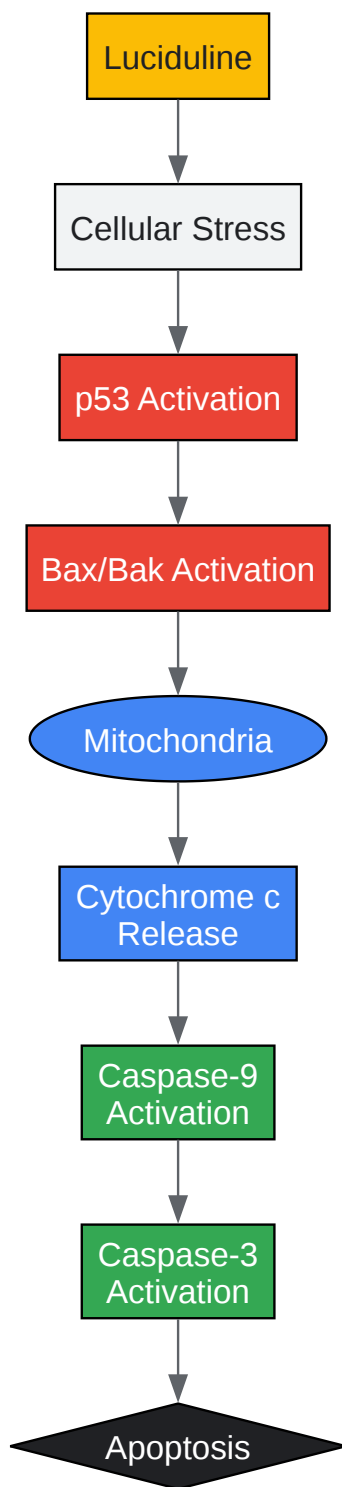 Luciduline
Cellular Stress
p53 Activation
Bax/Bak Activation
Mitochondria
Cytochrome c
Release
Caspase-9
Activation
Caspase-3
Activation
Apoptosis